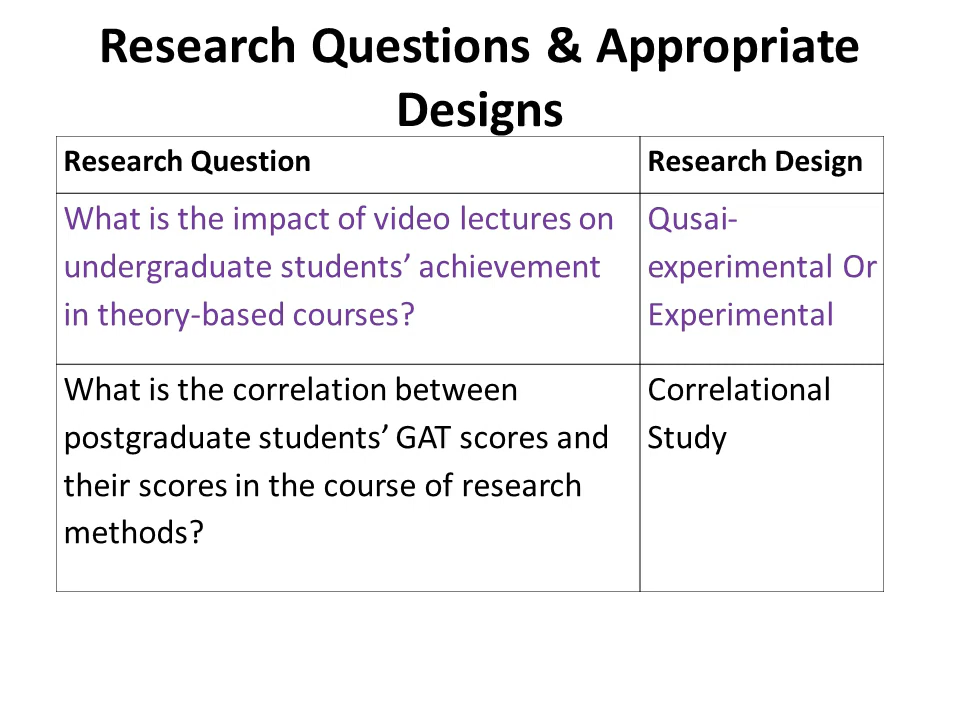 Research Questions & Appropriate
Designs
Research Question
Research Design
What is the impact of video lectures on
undergraduate students’ achievement
in theory-based courses?
Qusai-
experimental Or
Experimental
What is the correlation between
postgraduate students’ GAT scores and
their scores in the course of research
methods?
Correlational
Study